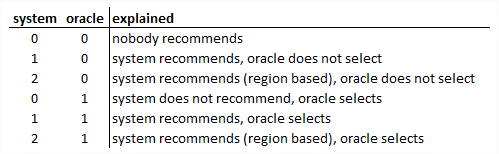 system oracle explained
0 0 nobody recommends
1 0 system recommends, oracle does not select
2 0 system recommends (region based), oracle does not select
0 1 system does not recommend, oracle selects
1 1 system recommends, oracle selects
2 1 system recommends (region based), oracle selects